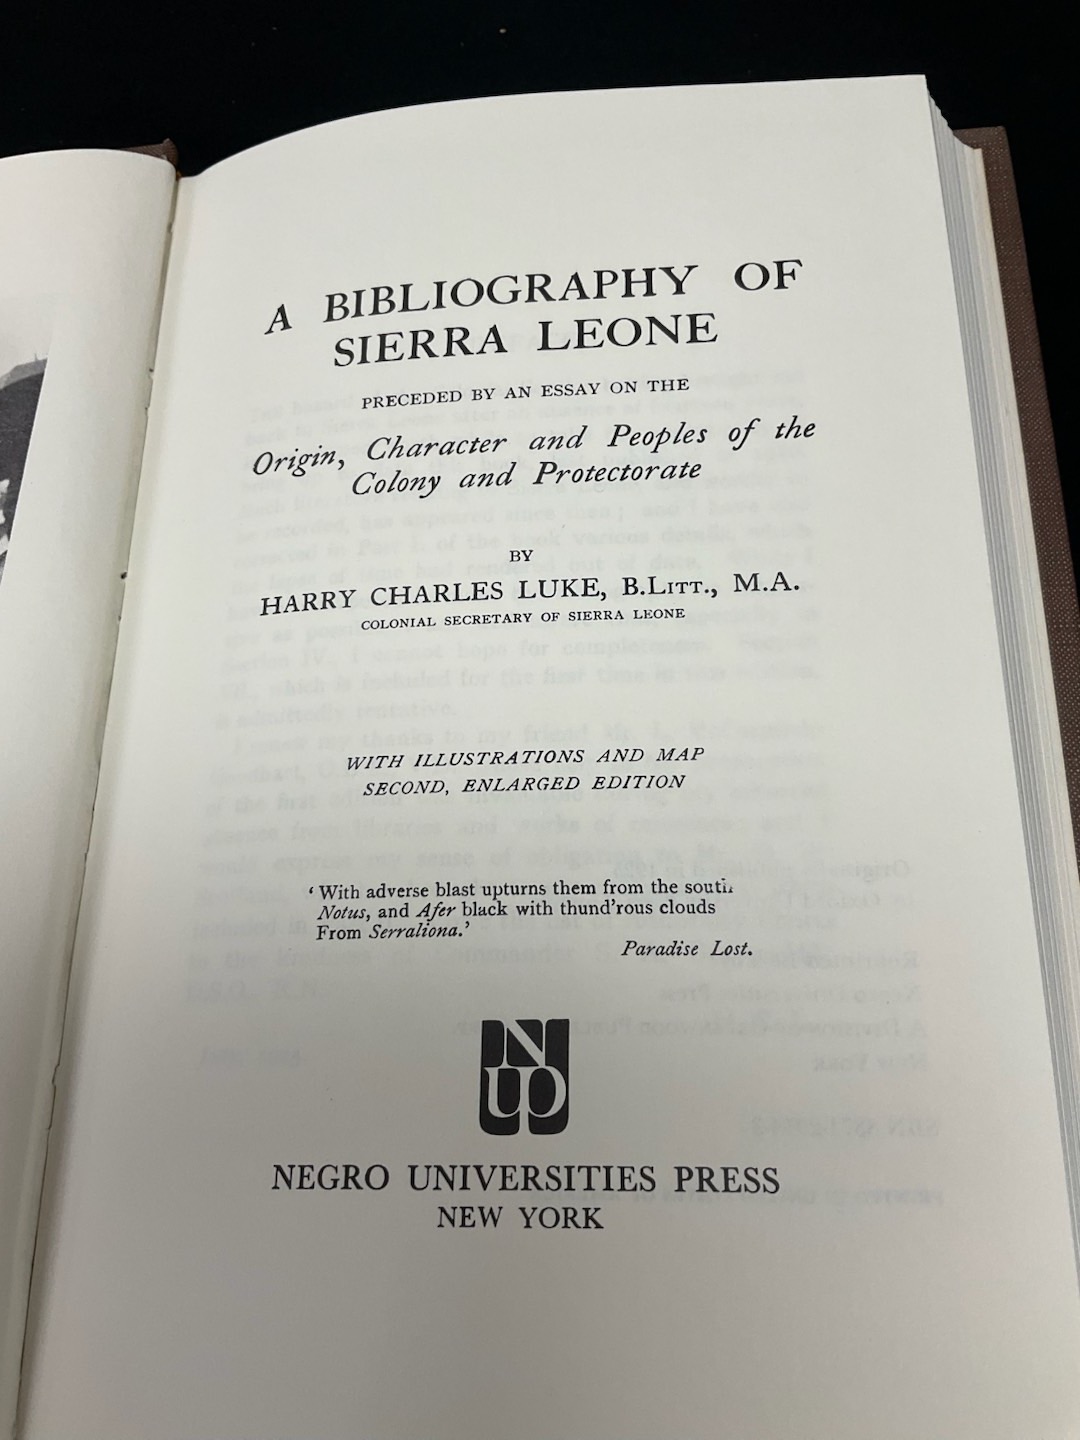 A BIBLIOGRAPHY OF
SIERRA LEONE
PRECEDED BY AN ESSAY ON THE
Origin, Character and Peoples of the
Colony and Protectorate
BY
HARRY CHARLES LUKE, B.LITT., M.A.
COLONIAL SECRETARY OF SIERRA LEONE
WITH ILLUSTRATIONS AND MAP
SECOND, ENLARGED EDITION
‘With adverse blast upturns them from the south
Notus, and Afer black with thund'rous clouds
From Serraliona.’
Paradise Lost.
NUP
NEGRO UNIVERSITIES PRESS
NEW YORK